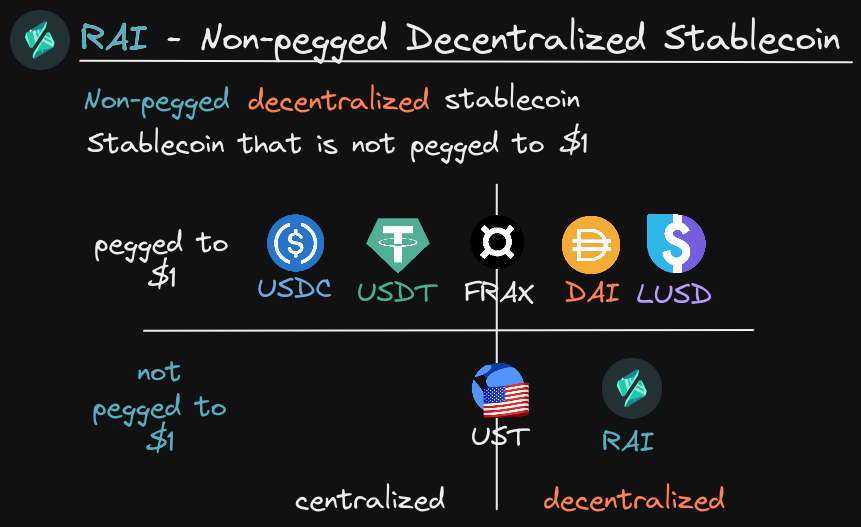 RAI - Non-pegged Decentralized Stablecoin
Non-pegged decentralized stablecoin
Stablecoin that is not pegged to $1
pegged to
$1
USDC USDT FRAX DAI LUSD
not
pegged to
$1
UST RAI
centralized decentralized